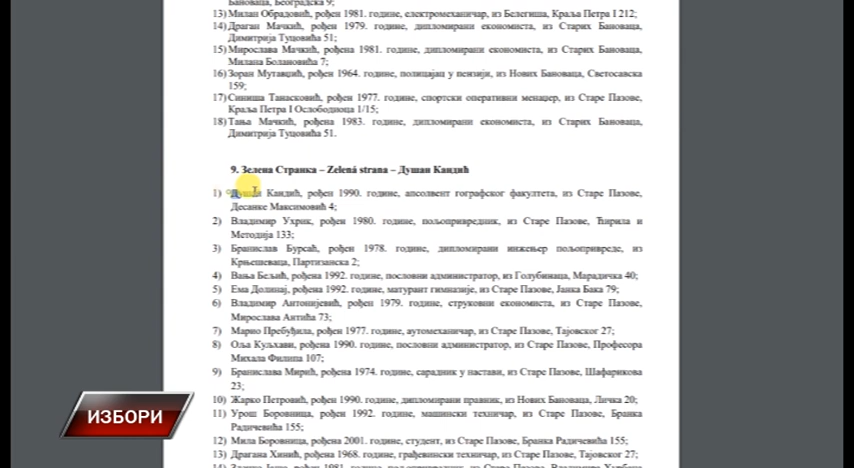 Бановаца, Београдска 9;
13) Милан Обрадовић, рођен 1981. године, електромеханичар, из Белегиша, Краља Петра I 212;
14) Драган Мачкић, рођен 1979. године, дипломирани економиста, из Старих Бановаца,
Димитрија Туцовића 51;
15) Мирослава Мачкић, рођена 1981. године, дипломирани економиста, из Старих Бановаца,
Милана Болановића 7;
16) Зоран Мутавџић, рођен 1964. године, полицајац у пензији, из Нових Бановаца, Светосавска
159;
17) Синиша Танасковић, рођен 1977. године, спортски оперативни менаџер, из Старе Пазове,
Краља Петра I Ослободиоца 1/15;
18) Тања Мачкић, рођена 1983. године, дипломирани економиста, из Старих Бановаца,
Димитрија Туцовића 51.
9. Зелена Странка – Zelená strana – Душан Кандић
1) Душан Кандић, рођен 1990. године, апсолвент гографског факултета, из Старе Пазове,
Десанке Максимовић 4;
2) Владимир Ухрик, рођен 1980. године, пољопривредник, из Старе Пазове, Ћирила и
Методија 133;
3) Бранислав Бурсаћ, рођен 1978. године, дипломирани инжењер пољопривреде, из
Крњешеваца, Партизанска 2;
4) Вања Бељић, рођена 1992. године, пословни администратор, из Голубинаца, Марадичка 40;
5) Ема Долинај, рођена 1992. године, матурант гимназије, из Старе Пазове, Јанка Бака 79;
6) Владимир Антонијевић, рођен 1979. године, струковни економиста, из Старе Пазове,
Мирослава Антића 73;
7) Марио Пребуђила, рођен 1977. године, аутомеханичар, из Старе Пазове, Тајовског 27;
8) Оља Куљхави, рођена 1990. године, пословни администратор, из Старе Пазове, Професора
Михала Филипа 107;
9) Бранислава Мирић, рођена 1974. године, сарадник у настави, из Старе Пазове, Шафарикова
23;
10) Жарко Петровић, рођен 1990. године, дипломирани правник, из Нових Бановаца, Личка 20;
11) Урош Боровница, рођен 1992. године, машински техничар, из Старе Пазове, Бранка
Радичевића 155;
12) Мила Боровница, рођена 2001. године, студент, из Старе Пазове, Бранка Радичевића 155;
13) Драгана Хинић, рођена 1968. године, грађевински техничар, из Старе Пазове, Тајовског 27;
ИЗБОРИ